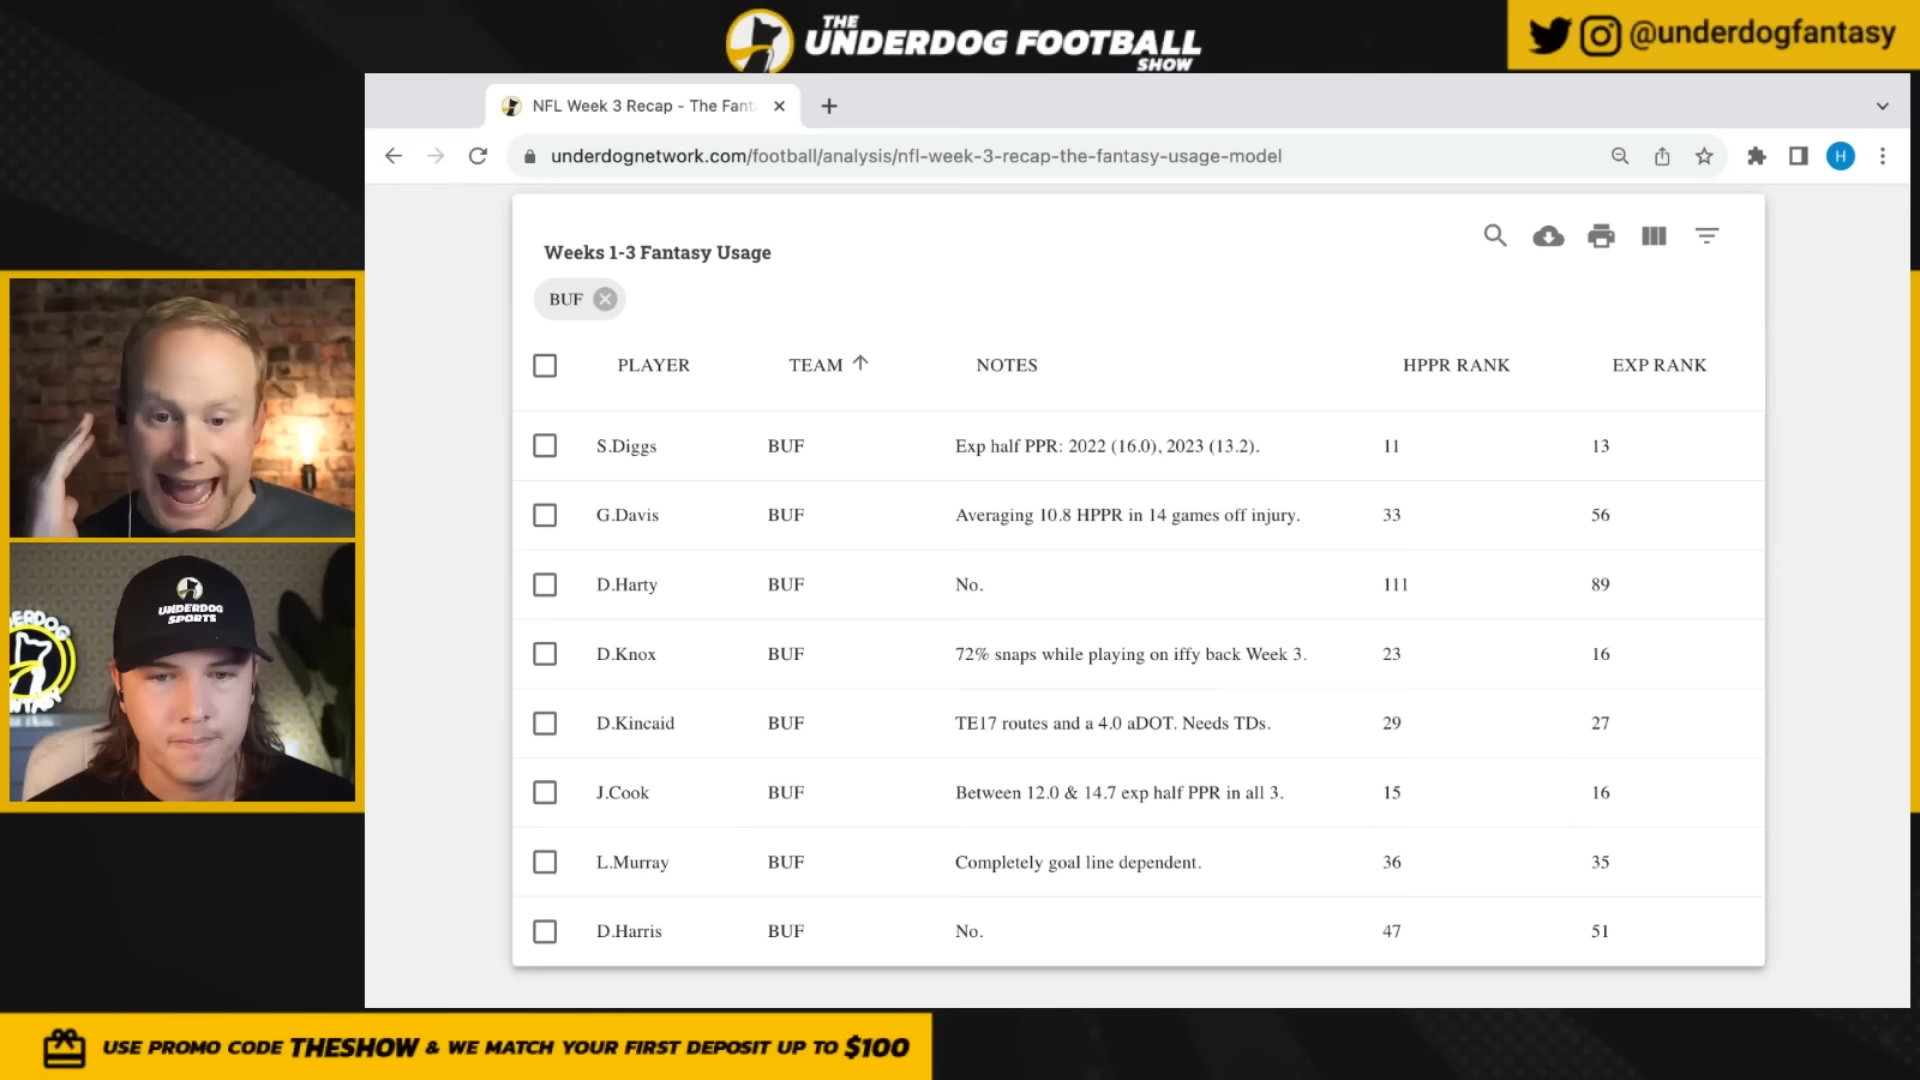 THE
UNDERDOG FOOTBALL
SHOW
@underdogfantasy
NFL Week 3 Recap - The Fant
underdognetwork.com/football/analysis/nfl-week-3-recap-the-fantasy-usage-model
H
Weeks 1-3 Fantasy Usage
BUF
PLAYER TEAM NOTES HPPR RANK EXP RANK
S.Diggs BUF Exp half PPR: 2022 (16.0), 2023 (13.2). 11 13
G.Davis BUF Averaging 10.8 HPPR in 14 games off injury. 33 56
D.Harty BUF No. 111 89
D.Knox BUF 72% snaps while playing on iffy back Week 3. 23 16
D.Kincaid BUF TE17 routes and a 4.0 aDOT. Needs TDs. 29 27
J.Cook BUF Between 12.0 & 14.7 exp half PPR in all 3. 15 16
L.Murray BUF Completely goal line dependent. 36 35
D.Harris BUF No. 47 51
UNDERDOG
SPORTS
ERDOG
USE PROMO CODE THESHOW & WE MATCH YOUR FIRST DEPOSIT UP TO $100